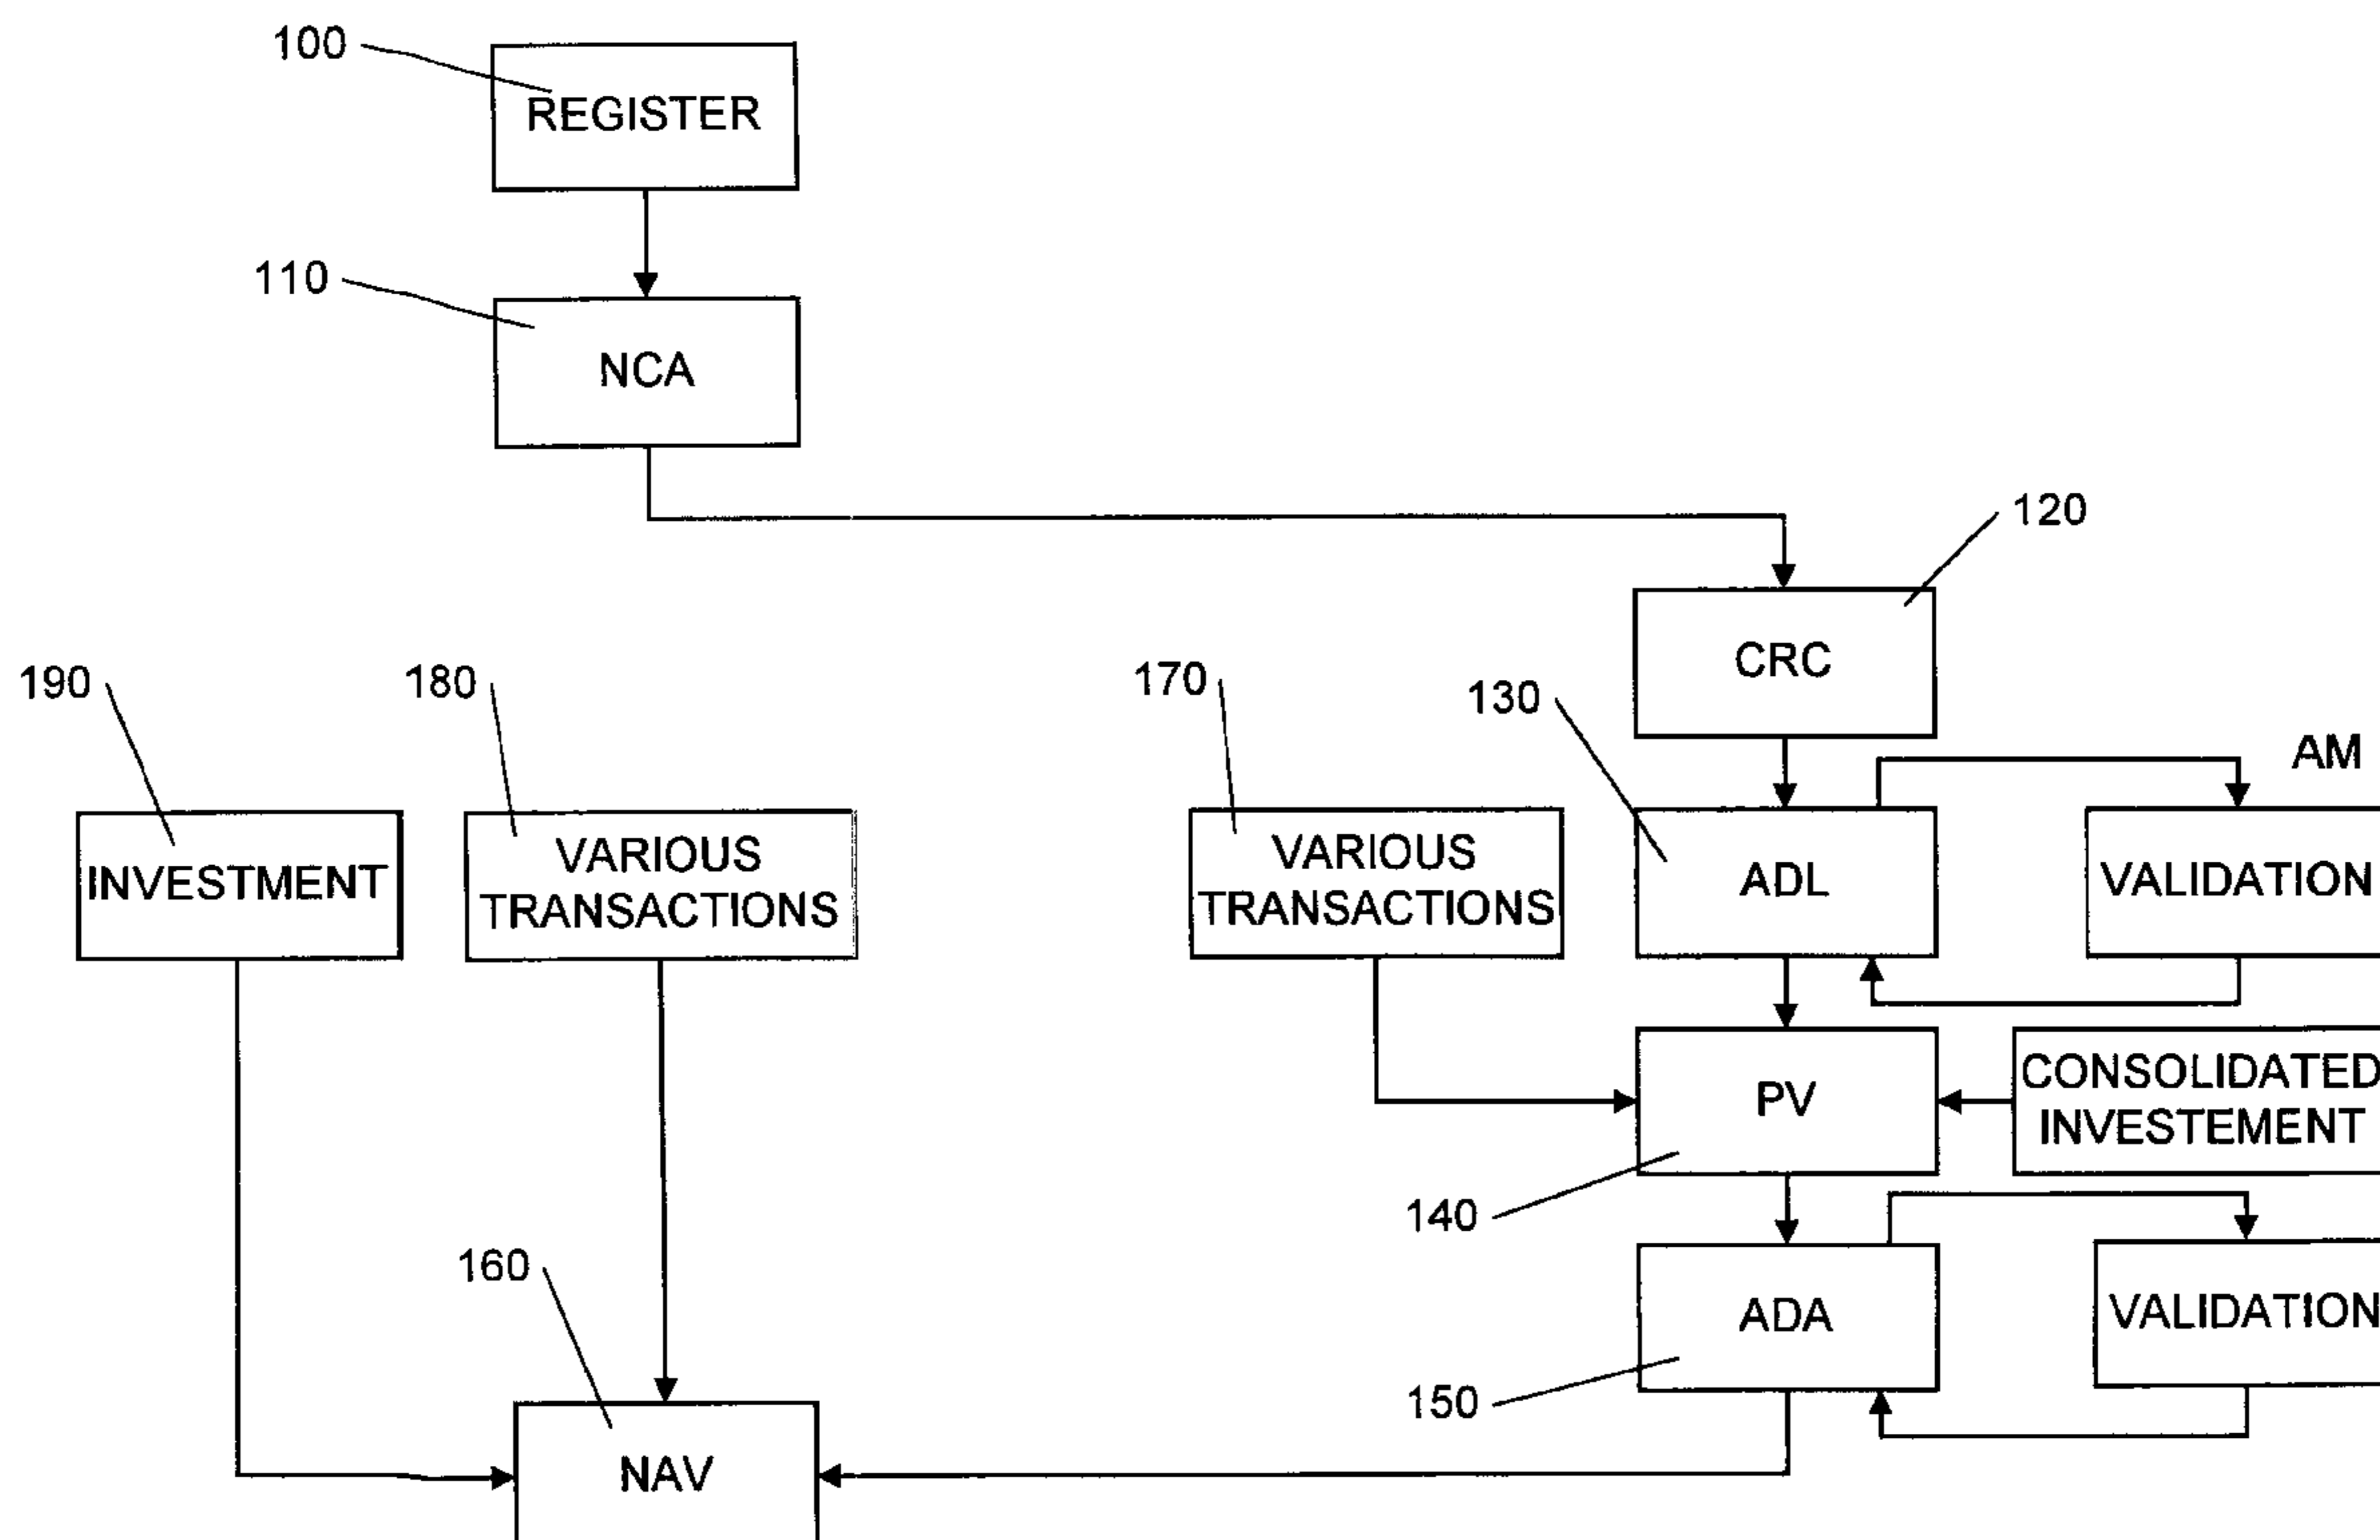 100
REGISTER
110
NCA
120
CRC
190
180
170
130
AM
INVESTMENT
VARIOUS
TRANSACTIONS
VARIOUS
TRANSACTIONS
ADL
VALIDATION
PV
CONSOLIDATED
INVESTEMENT
140
160
ADA
VALIDATION
150
NAV